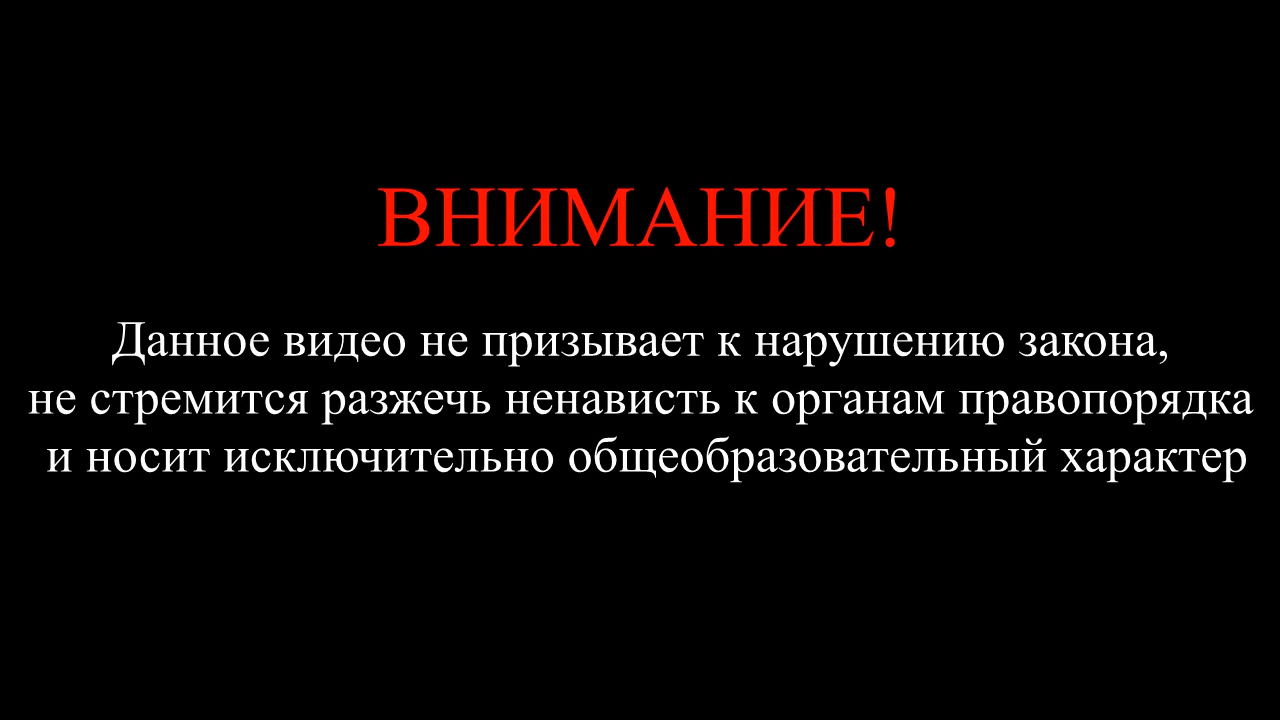 ВНИМАНИЕ!
Данное видео не призывает к нарушению закона,
не стремится разжечь ненависть к органам правопорядка
и носит исключительно общеобразовательный характер